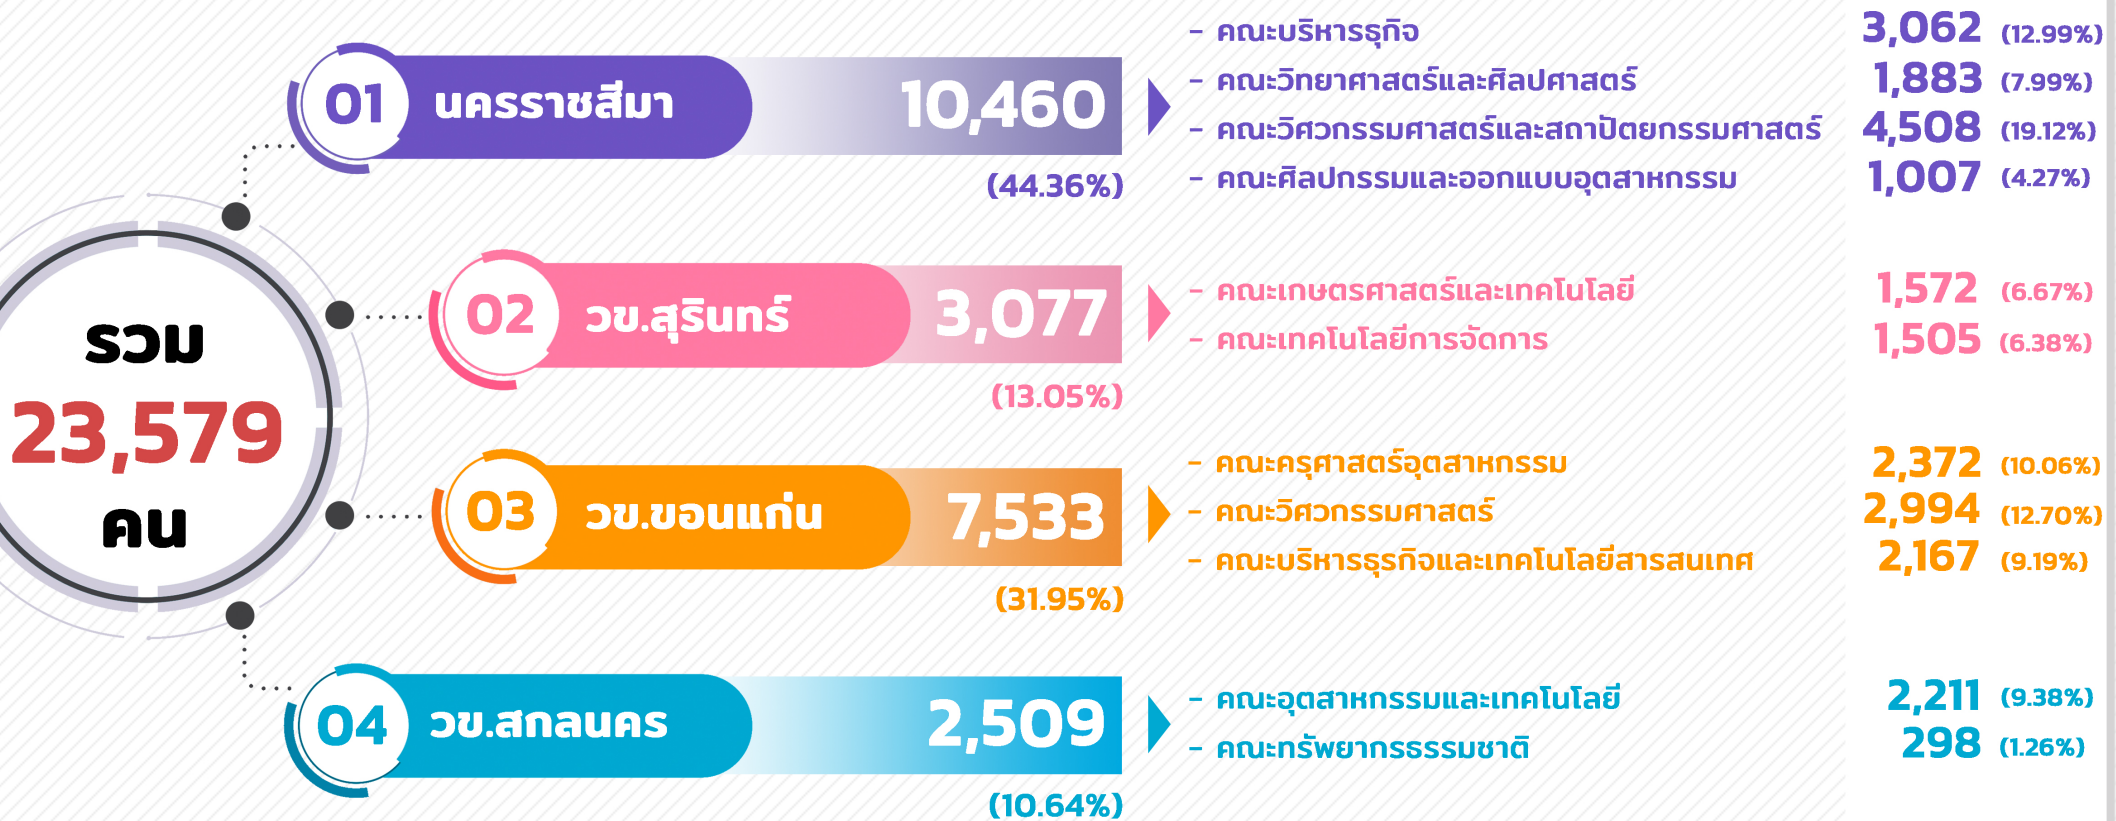 รวม
23,579
คน
01 นครราชสีมา 10,460
(44.36%)
- คณะบริหารธุกิจ 3,062 (12.99%)
- คณะวิทยาศาสตร์และศิลปศาสตร์ 1,883 (7.99%)
- คณะวิศวกรรมศาสตร์และสถาปัตยกรรมศาสตร์ 4,508 (19.12%)
- คณะศิลปกรรมและออกแบบอุตสาหกรรม 1,007 (4.27%)
02 วข.สุรินทร์ 3,077
(13.05%)
- คณะเกษตรศาสตร์และเทคโนโลยี 1,572 (6.67%)
- คณะเทคโนโลยีการจัดการ 1,505 (6.38%)
03 วข.ขอนแก่น 7,533
(31.95%)
- คณะครุศาสตร์อุตสาหกรรม 2,372 (10.06%)
- คณะวิศวกรรมศาสตร์ 2,994 (12.70%)
- คณะบริหารธุรกิจและเทคโนโลยีสารสนเทศ 2,167 (9.19%)
04 วข.สกลนคร 2,509
(10.64%)
- คณะอุตสาหกรรมและเทคโนโลยี 2,211 (9.38%)
- คณะทรัพยากรธรรมชาติ 298 (1.26%)